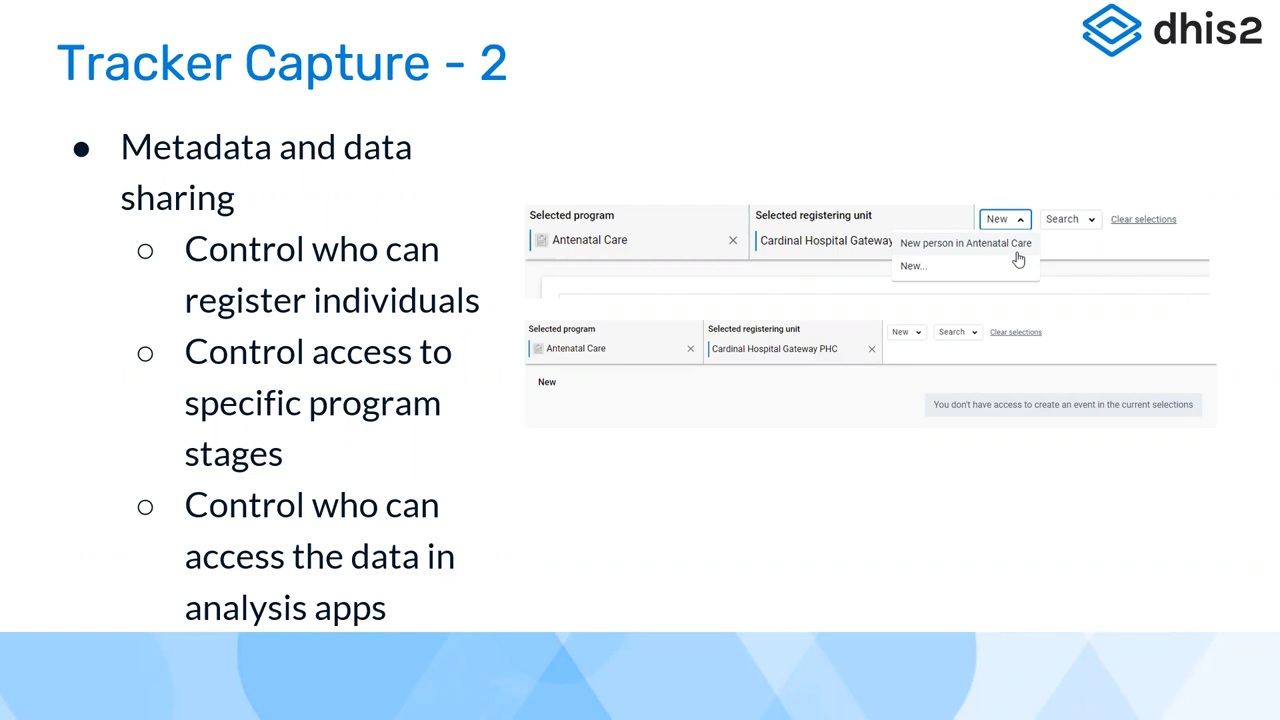 dhis2
Tracker Capture - 2
● Metadata and data
sharing
○ Control who can
register individuals
○ Control access to
specific program
stages
○ Control who can
access the data in
analysis apps
Selected program
Antenatal Care
Selected registering unit
Cardinal Hospital Gateway
New
Search
Clear selections
New person in Antenatal Care
New...
Selected program
Antenatal Care
Selected registering unit
Cardinal Hospital Gateway PHC
New
Search
Clear selections
New
You don't have access to create an event in the current selections